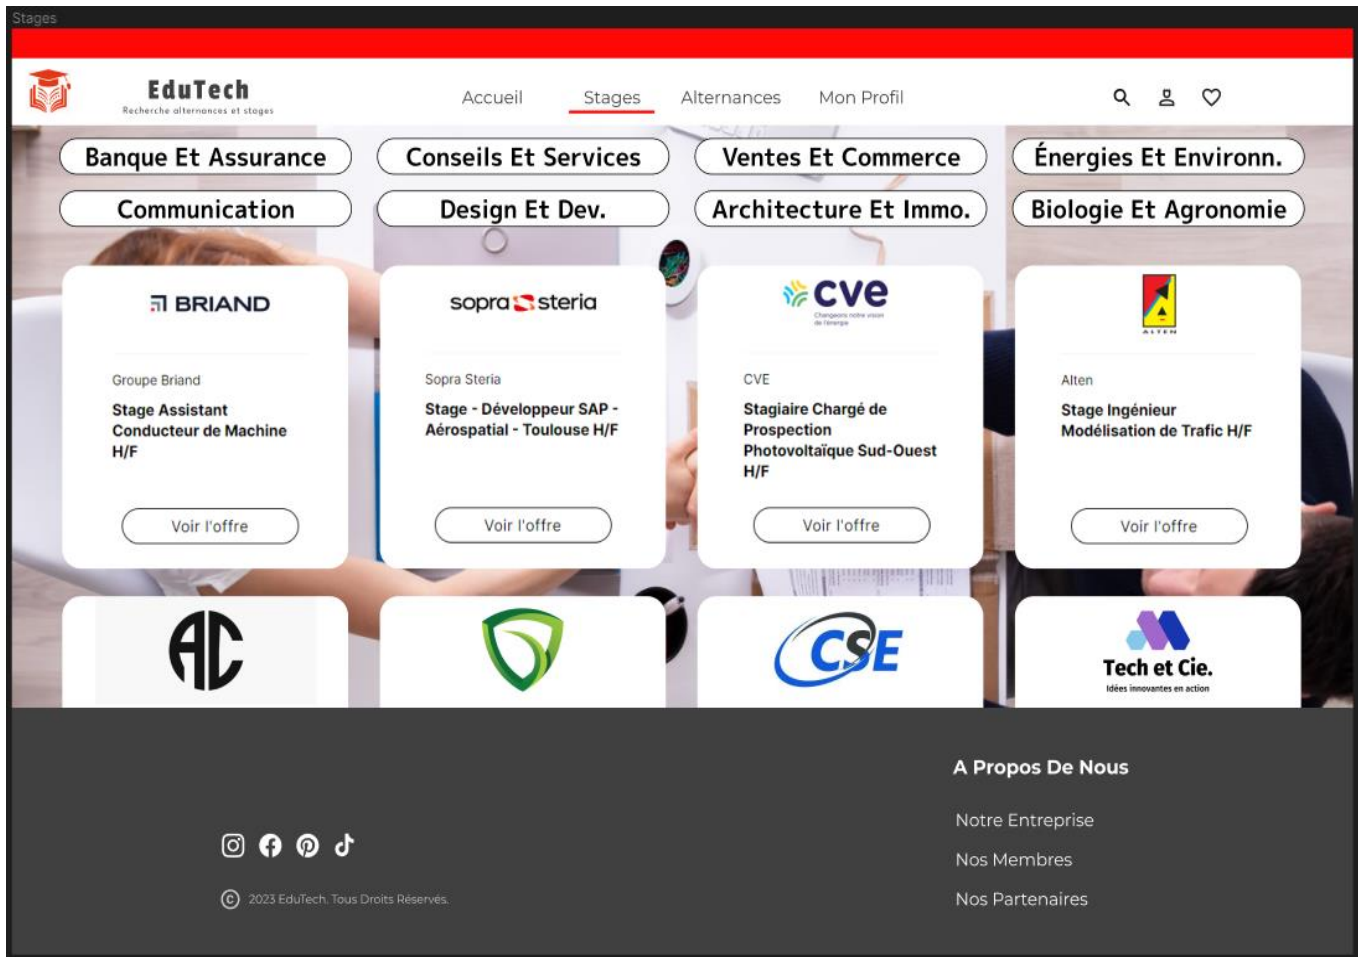 Stages
EduTech
Recherche alternances et stages
Accueil Stages Alternances Mon Profil
Banque Et Assurance
Conseils Et Services
Ventes Et Commerce
Énergies Et Environn.
Communication
Design Et Dev.
Architecture Et Immo.
Biologie Et Agronomie
BRIAND
Groupe Briand
Stage Assistant
Conducteur de Machine
H/F
Voir l'offre
sopra steria
Sopra Steria
Stage - Développeur SAP -
Aérospatial - Toulouse H/F
Voir l'offre
cve
Changeons notre vision
de l'énergie
CVE
Stagiaire Chargé de
Prospection
Photovoltaïque Sud-Ouest
H/F
Voir l'offre
ALTEN
Alten
Stage Ingénieur
Modélisation de Trafic H/F
Voir l'offre
AC
CSE
Tech et Cie.
Idées innovantes en action
A Propos De Nous
Notre Entreprise
Nos Membres
Nos Partenaires
© 2023 EduTech. Tous Droits Réservés.